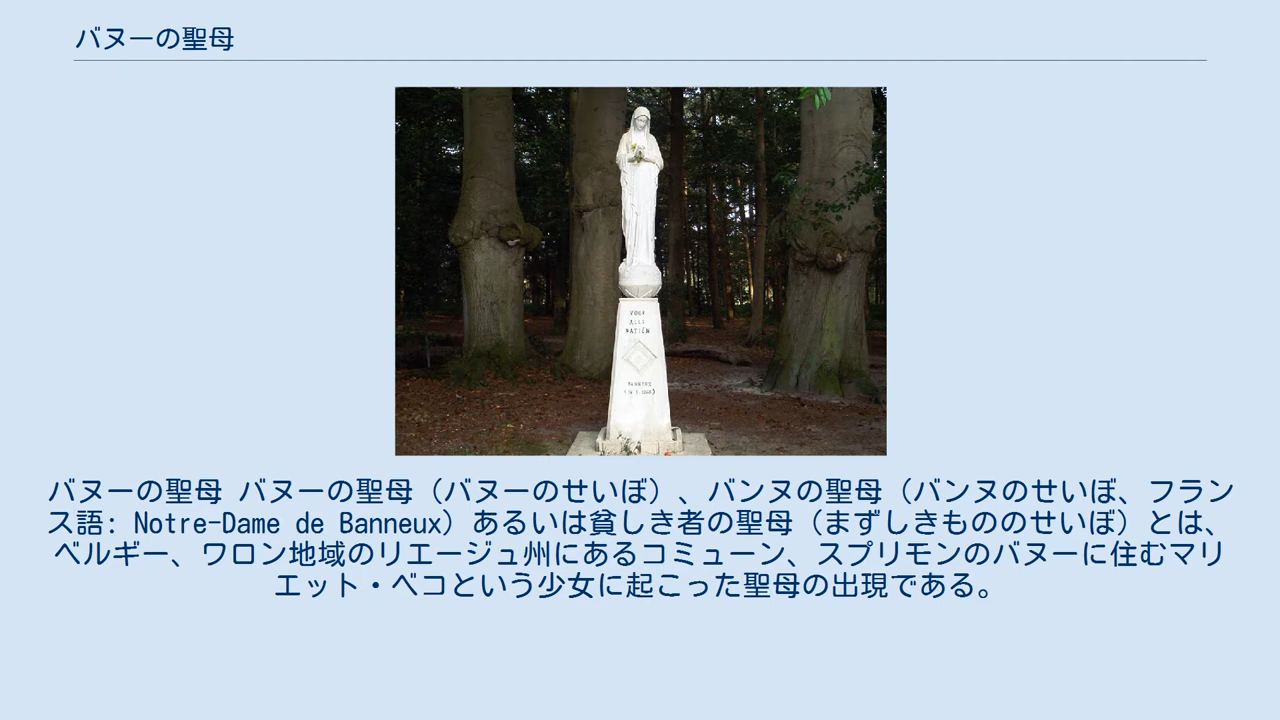 バヌーの聖母
VOOR
ALLE
NATIËN
バヌーの聖母 バヌーの聖母（バヌーのせいぼ）、バンヌの聖母（バンヌのせいぼ、フラン
ス語: Notre-Dame de Banneux）あるいは貧しき者の聖母（まずしきもののせいぼ）とは、
ベルギー、ワロン地域のリエージュ州にあるコミューン、スプリモンのバヌーに住むマリ
エット・ベコという少女に起こった聖母の出現である。